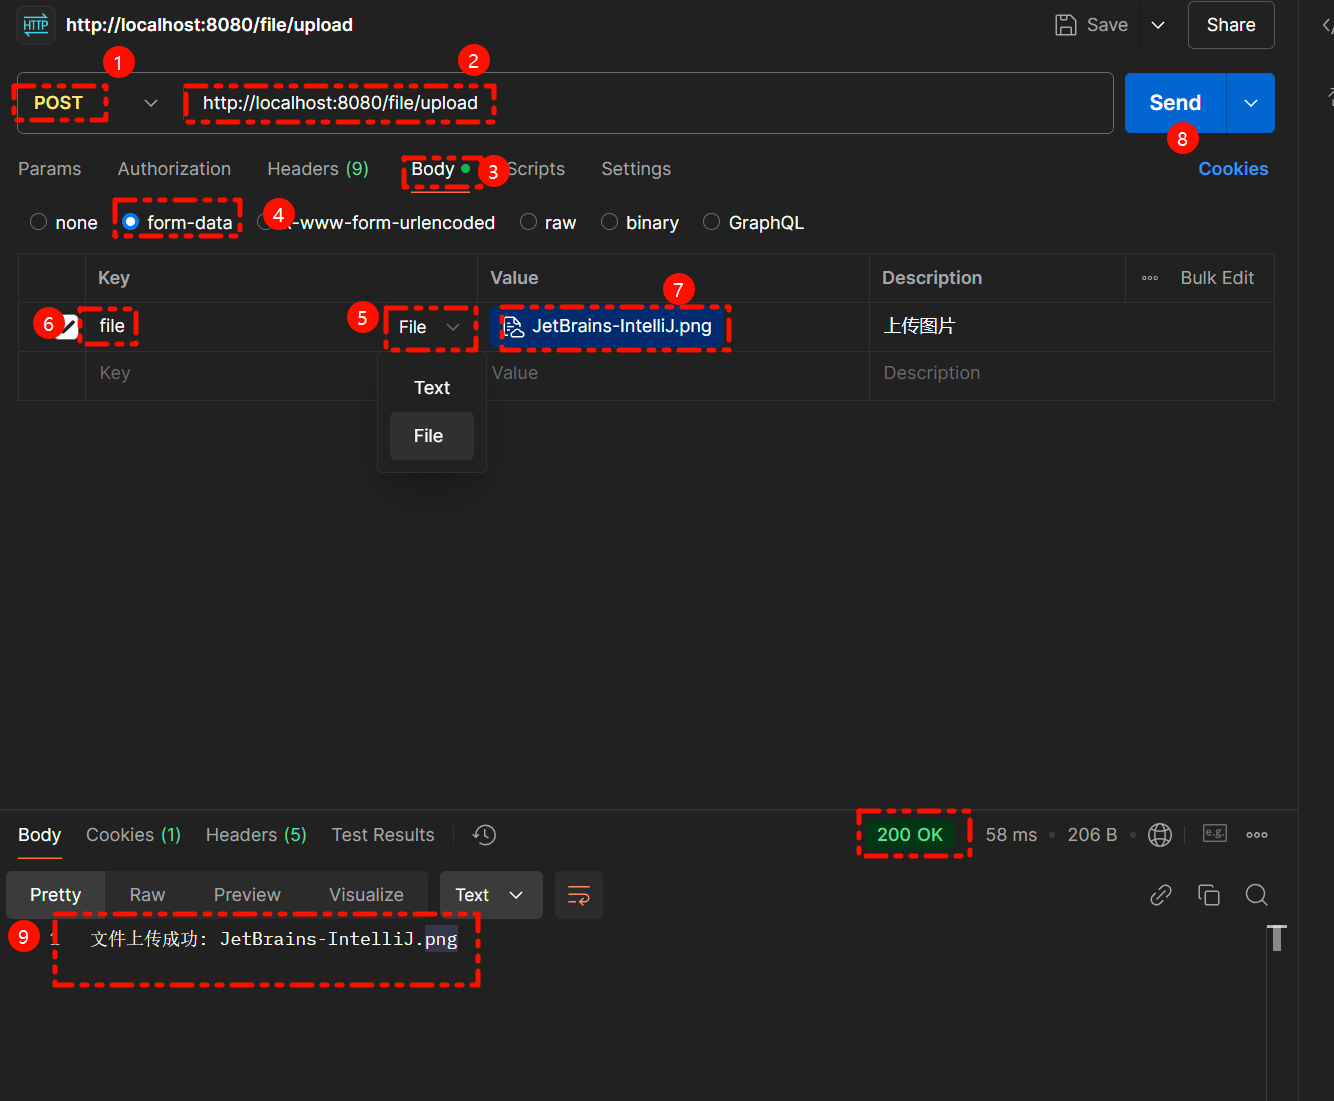 HTTP http://localhost:8080/file/upload Save Share
1 2
POST http://localhost:8080/file/upload Send
8
Params Authorization Headers (9) Body 3 Scripts Settings Cookies
none form-data 4 x-www-form-urlencoded raw binary GraphQL
Key Value Description Bulk Edit
7
6 file 5 File JetBrains-IntelliJ.png 上传图片
Key Value Description
Text
File
Body Cookies (1) Headers (5) Test Results 200 OK 58 ms 206 B e.g.
Pretty Raw Preview Visualize Text
9 1 文件上传成功: JetBrains-IntelliJ.png